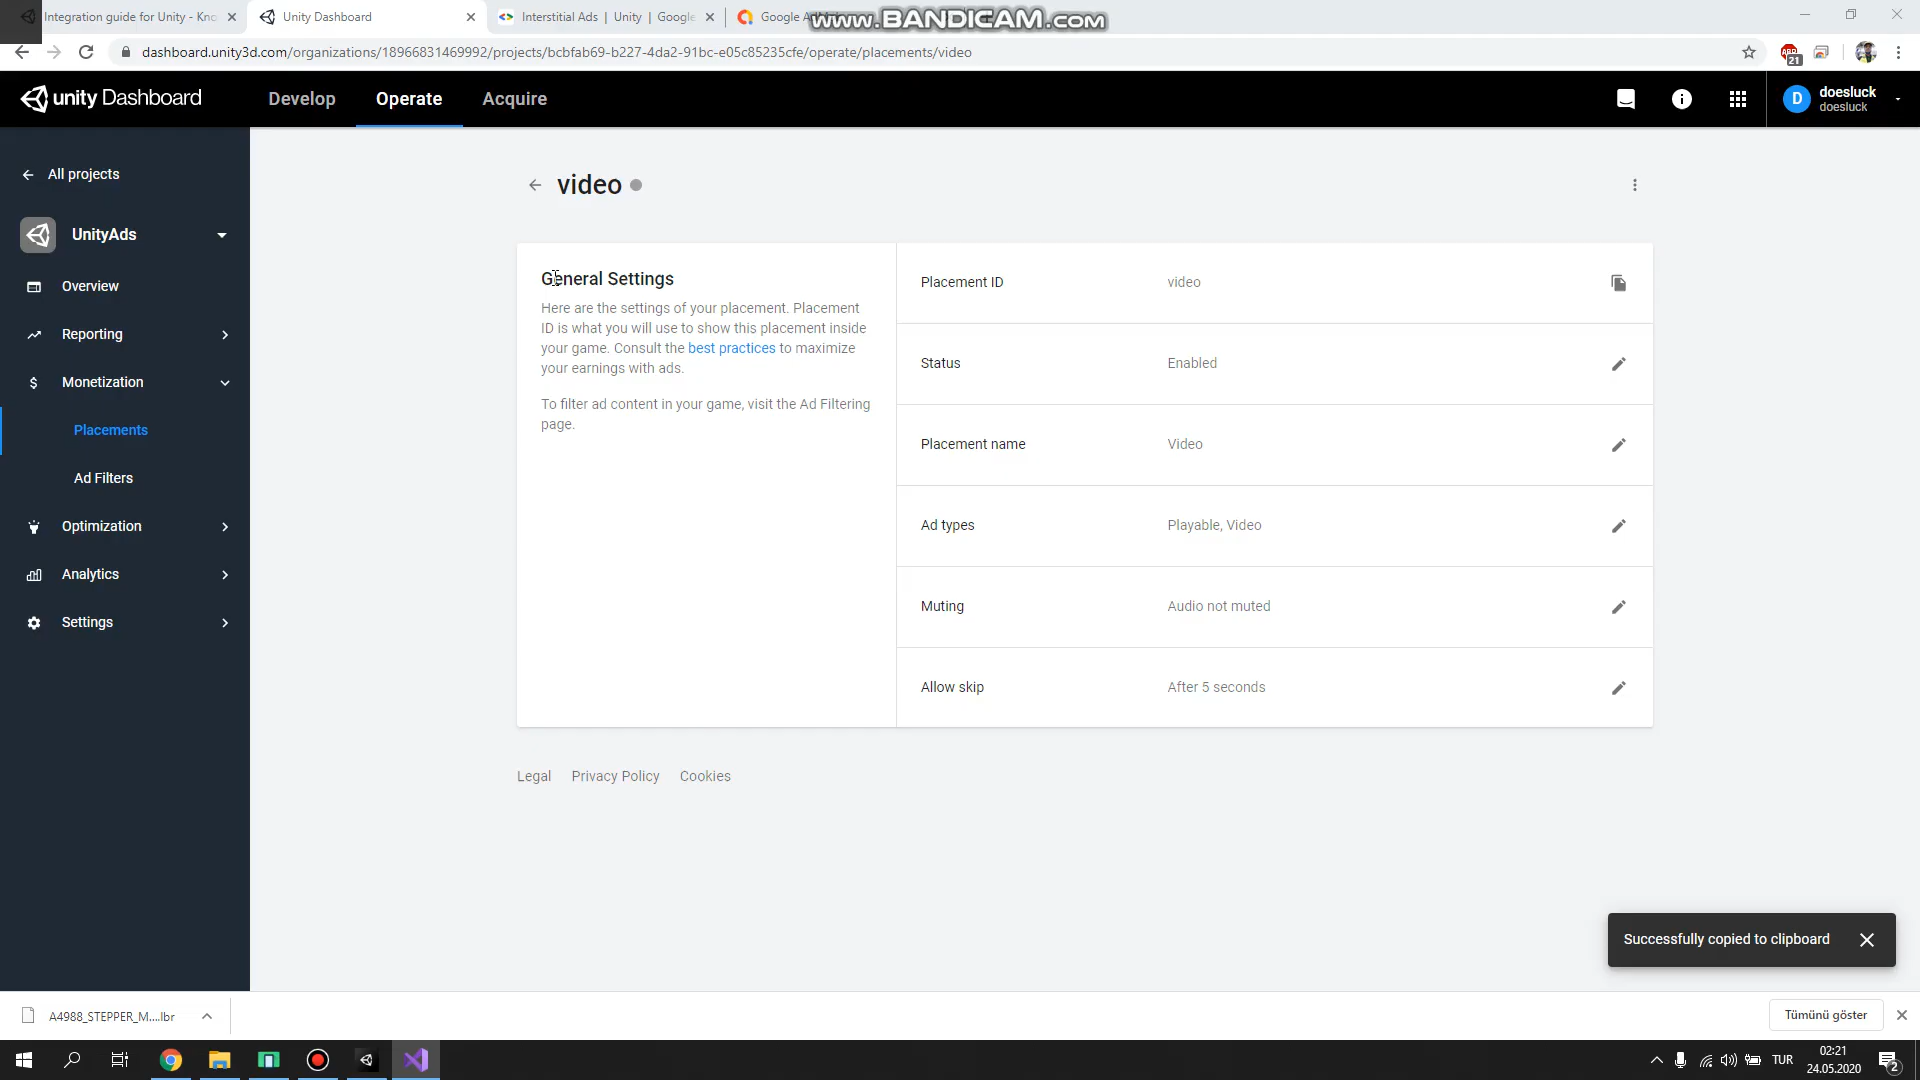 Integration guide for Unity - Kno
Unity Dashboard
Interstitial Ads | Unity | Google
Google Ad
www.BANDICAM.com
dashboard.unity3d.com/organizations/18966831469992/projects/bcbfab69-b227-4da2-91bc-e05c85235cfe/operate/placements/video
ABP
21
unity Dashboard
Develop
Operate
Acquire
D
doesluck
doesluck
All projects
UnityAds
Overview
Reporting
Monetization
Placements
Ad Filters
Optimization
Analytics
Settings
video
General Settings
Here are the settings of your placement. Placement
ID is what you will use to show this placement inside
your game. Consult the best practices to maximize
your earnings with ads.
To filter ad content in your game, visit the Ad Filtering
page.
Placement ID
video
Status
Enabled
Placement name
Video
Ad types
Playable, Video
Muting
Audio not muted
Allow skip
After 5 seconds
Legal
Privacy Policy
Cookies
Successfully copied to clipboard
A4988_STEPPER_M....lbr
Tümünü göster
TUR
02:21
24.05.2020
2